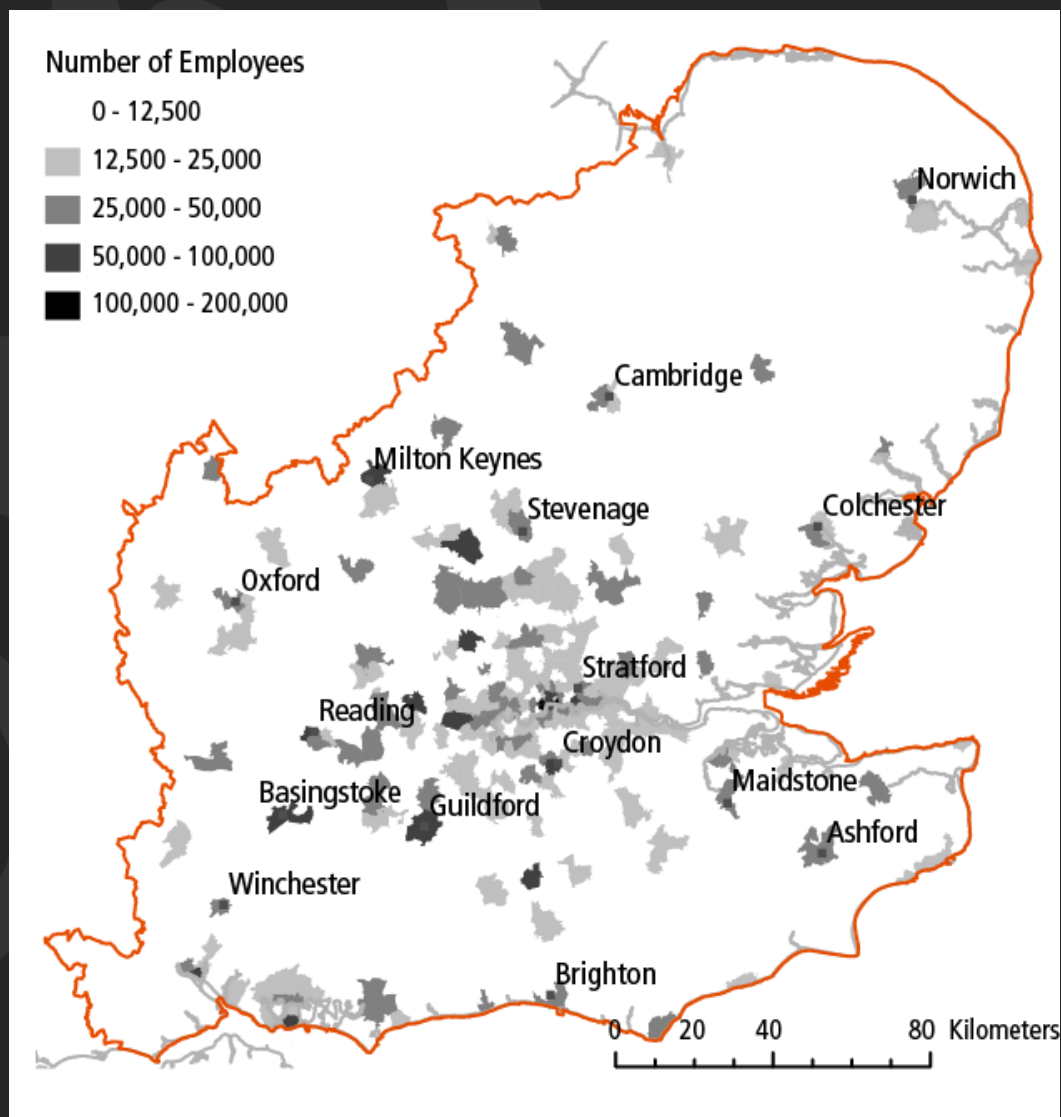 Number of Employees
0 - 12,500
12,500 - 25,000
25,000 - 50,000
50,000 - 100,000
100,000 - 200,000
Norwich
Cambridge
Milton Keynes
Stevenage
Colchester
Oxford
Stratford
Reading
Croydon
Maidstone
Basingstoke
Guildford
Ashford
Winchester
Brighton
0 20 40 80 Kilometers